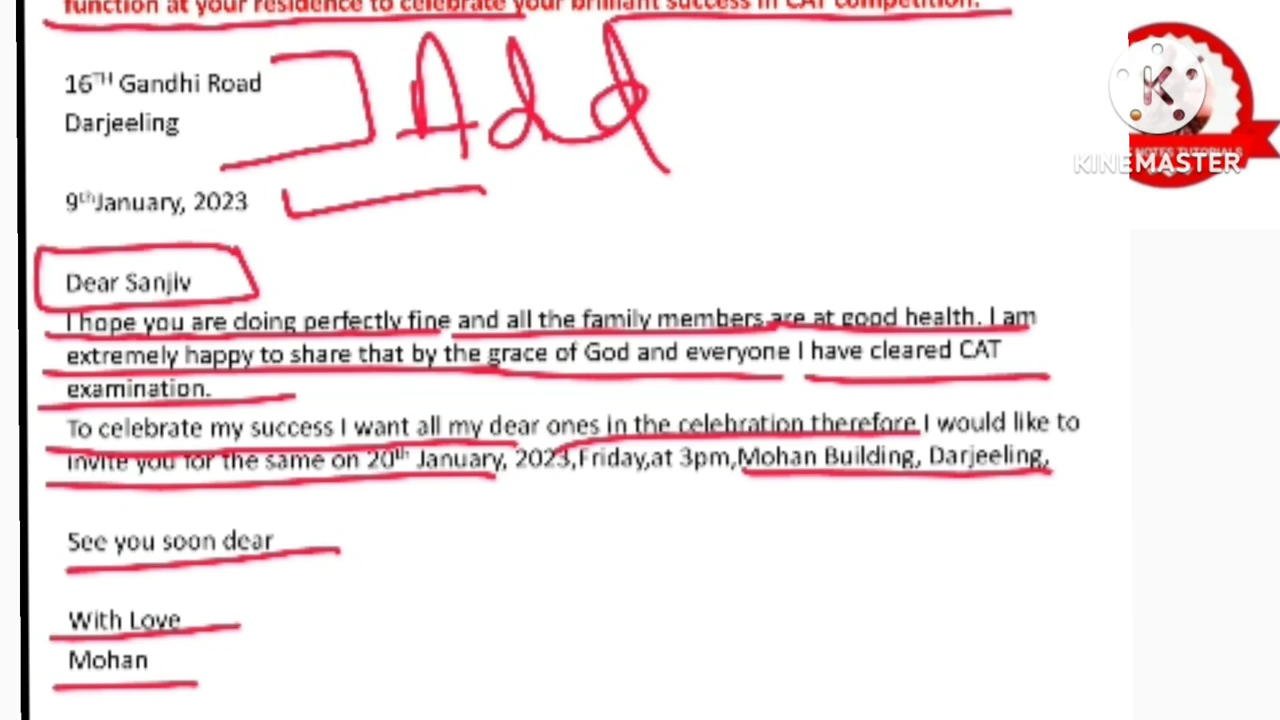 function at your residence to celebrate your brilliant success in CAT competition.
16TH Gandhi Road
Darjeeling
Add
9thJanuary, 2023
Dear Sanjiv
I hope you are doing perfectly fine and all the family members are at good health. I am
extremely happy to share that by the grace of God and everyone I have cleared CAT
examination.
To celebrate my success I want all my dear ones in the celebration therefore I would like to
invite you for the same on 20th January, 2023,Friday,at 3pm,Mohan Building, Darjeeling,
See you soon dear
With Love
Mohan
K
NOTES TUTORIALS
KINEMASTER